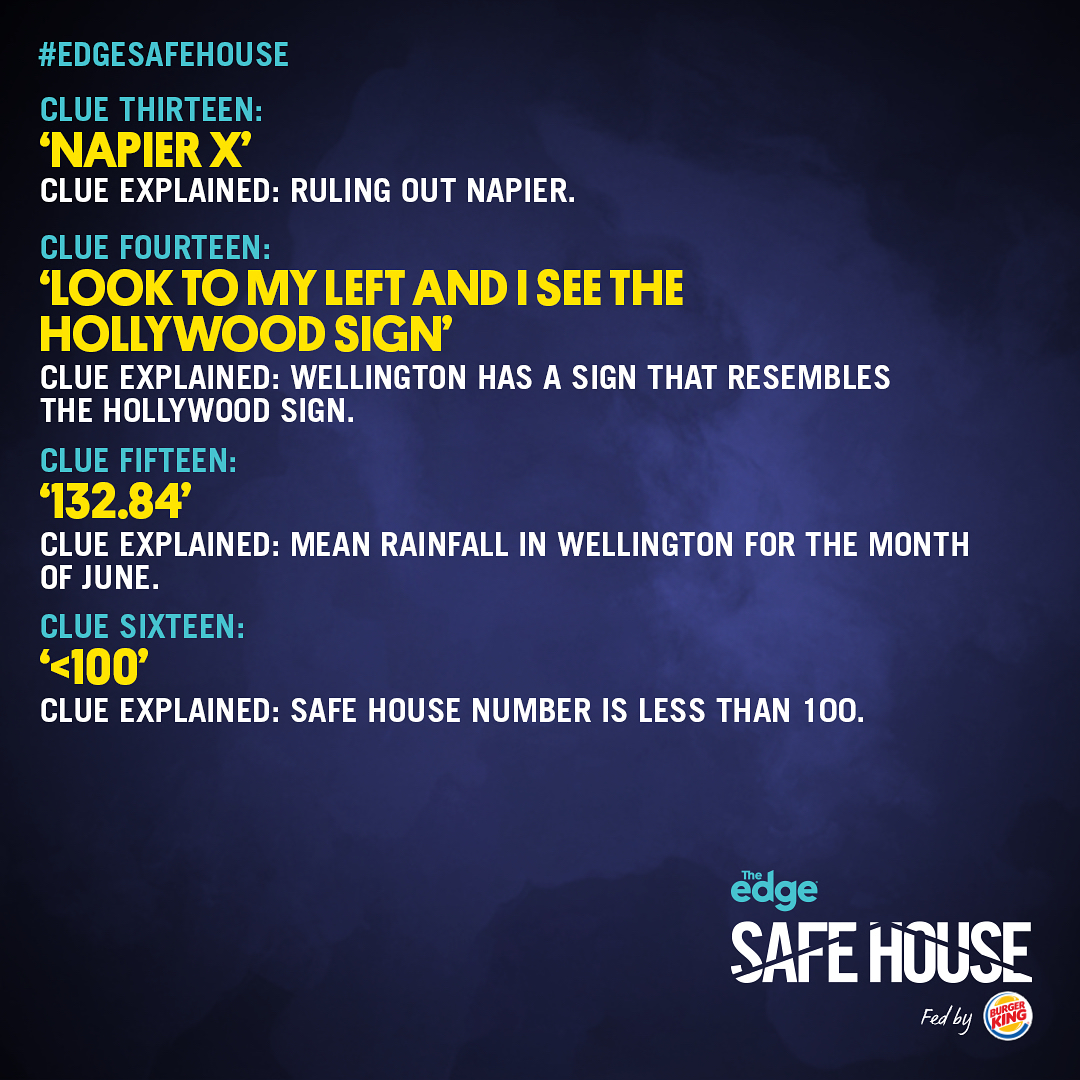 #EDGESAFEHOUSE
CLUE THIRTEEN:
‘NAPIER X’
CLUE EXPLAINED: RULING OUT NAPIER.
CLUE FOURTEEN:
‘LOOK TO MY LEFT AND I SEE THE
HOLLYWOOD SIGN’
CLUE EXPLAINED: WELLINGTON HAS A SIGN THAT RESEMBLES
THE HOLLYWOOD SIGN.
CLUE FIFTEEN:
‘132.84’
CLUE EXPLAINED: MEAN RAINFALL IN WELLINGTON FOR THE MONTH
OF JUNE.
CLUE SIXTEEN:
‘<100’
CLUE EXPLAINED: SAFE HOUSE NUMBER IS LESS THAN 100.
The
edge
SAFE HOUSE
Fed by
BURGER
KING